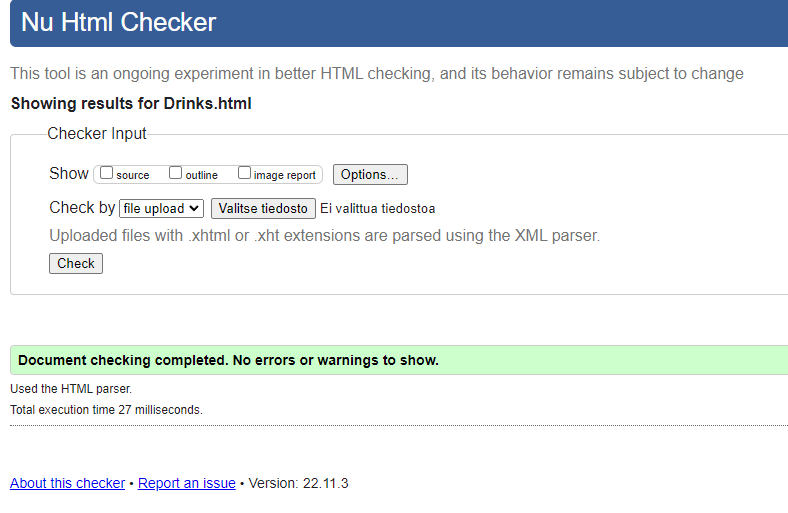 Nu Html Checker
This tool is an ongoing experiment in better HTML checking, and its behavior remains subject to change
Showing results for Drinks.html
Checker Input
Show source outline image report Options...
Check by file upload Valitse tiedosto Ei valittua tiedostoa
Uploaded files with .xhtml or .xht extensions are parsed using the XML parser.
Check
Document checking completed. No errors or warnings to show.
Used the HTML parser.
Total execution time 27 milliseconds.
About this checker • Report an issue • Version: 22.11.3